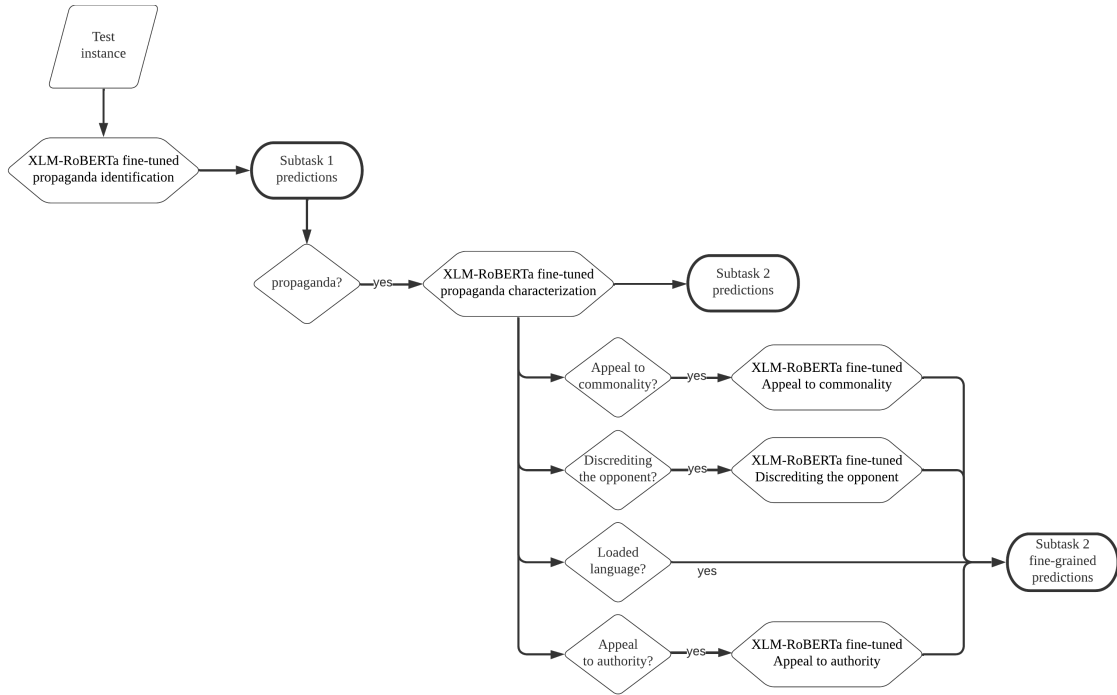 Test
instance
XLM-RoBERTa fine-tuned
propaganda identification
Subtask 1
predictions
propaganda?
yes
XLM-RoBERTa fine-tuned
propaganda characterization
Subtask 2
predictions
Appeal to
commonality?
yes
XLM-RoBERTa fine-tuned
Appeal to commonality
Discrediting
the opponent?
yes
XLM-RoBERTa fine-tuned
Discrediting the opponent
Loaded
language?
yes
Subtask 2
fine-grained
predictions
Appeal
to authority?
yes
XLM-RoBERTa fine-tuned
Appeal to authority